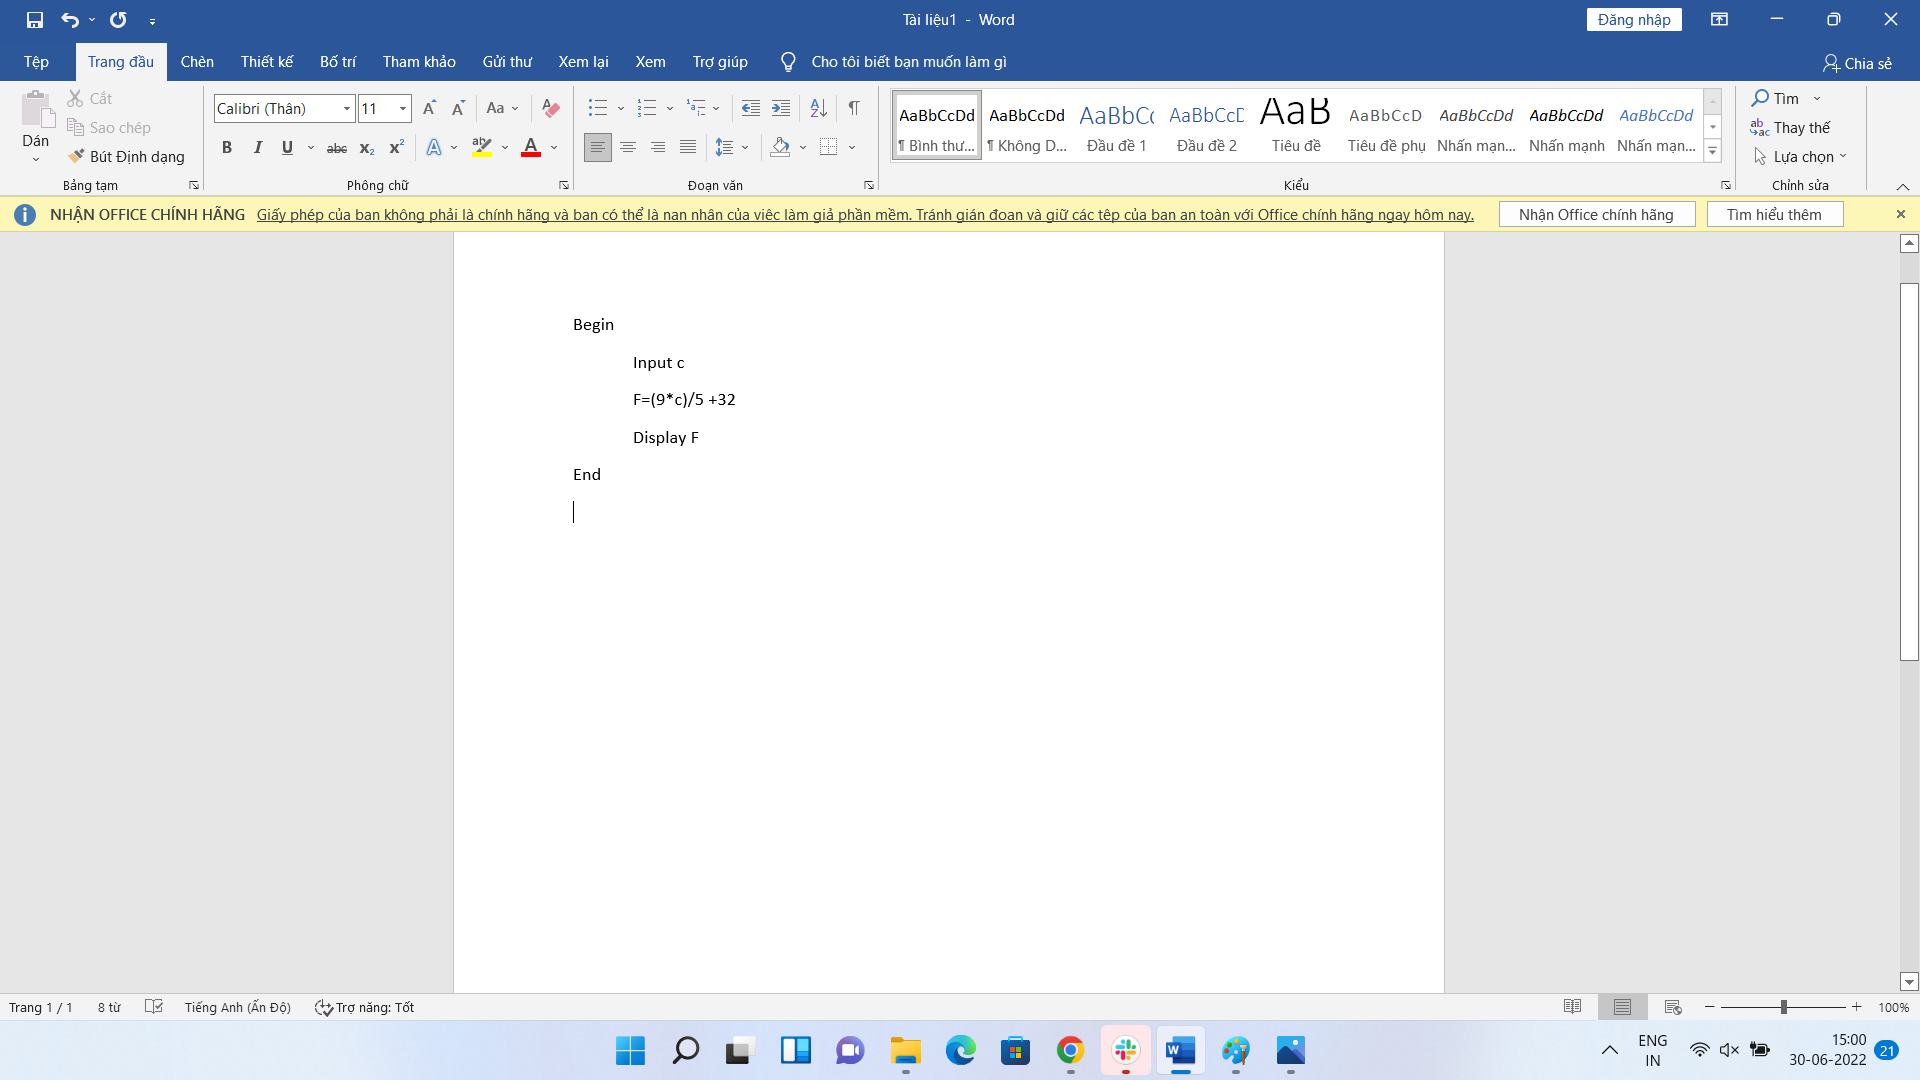 Tài liệu1 - Word
Đăng nhập
Tệp Trang đầu Chèn Thiết kế Bố trí Tham khảo Gửi thư Xem lại Xem Trợ giúp Cho tôi biết bạn muốn làm gì Chia sẻ
Dán
Cắt
Sao chép
Bút Định dạng
Bảng tạm
Calibri (Thân) 11
Phông chữ
Đoạn văn
AaBbCcDd AaBbCcDd AaBbCc AaBbCcD AaB AaBbCcD AaBbCcDd AaBbCcDd AaBbCcDd
¶ Bình thư... ¶ Không D... Đầu đề 1 Đầu đề 2 Tiêu đề Tiêu đề phụ Nhấn mạn... Nhấn mạnh Nhấn mạn...
Kiểu
Tìm
Thay thế
Lựa chọn
Chỉnh sửa
NHẬN OFFICE CHÍNH HÃNG Giấy phép của bạn không phải là chính hãng và bạn có thể là nạn nhân của việc làm giả phần mềm. Tránh gián đoạn và giữ các tệp của bạn an toàn với Office chính hãng ngay hôm nay. Nhận Office chính hãng Tìm hiểu thêm
Begin
Input c
F=(9*c)/5 +32
Display F
End
Trang 1 / 1 8 từ Tiếng Anh (Ấn Độ) Trợ năng: Tốt 100%
ENG
IN
15:00
30-06-2022
21